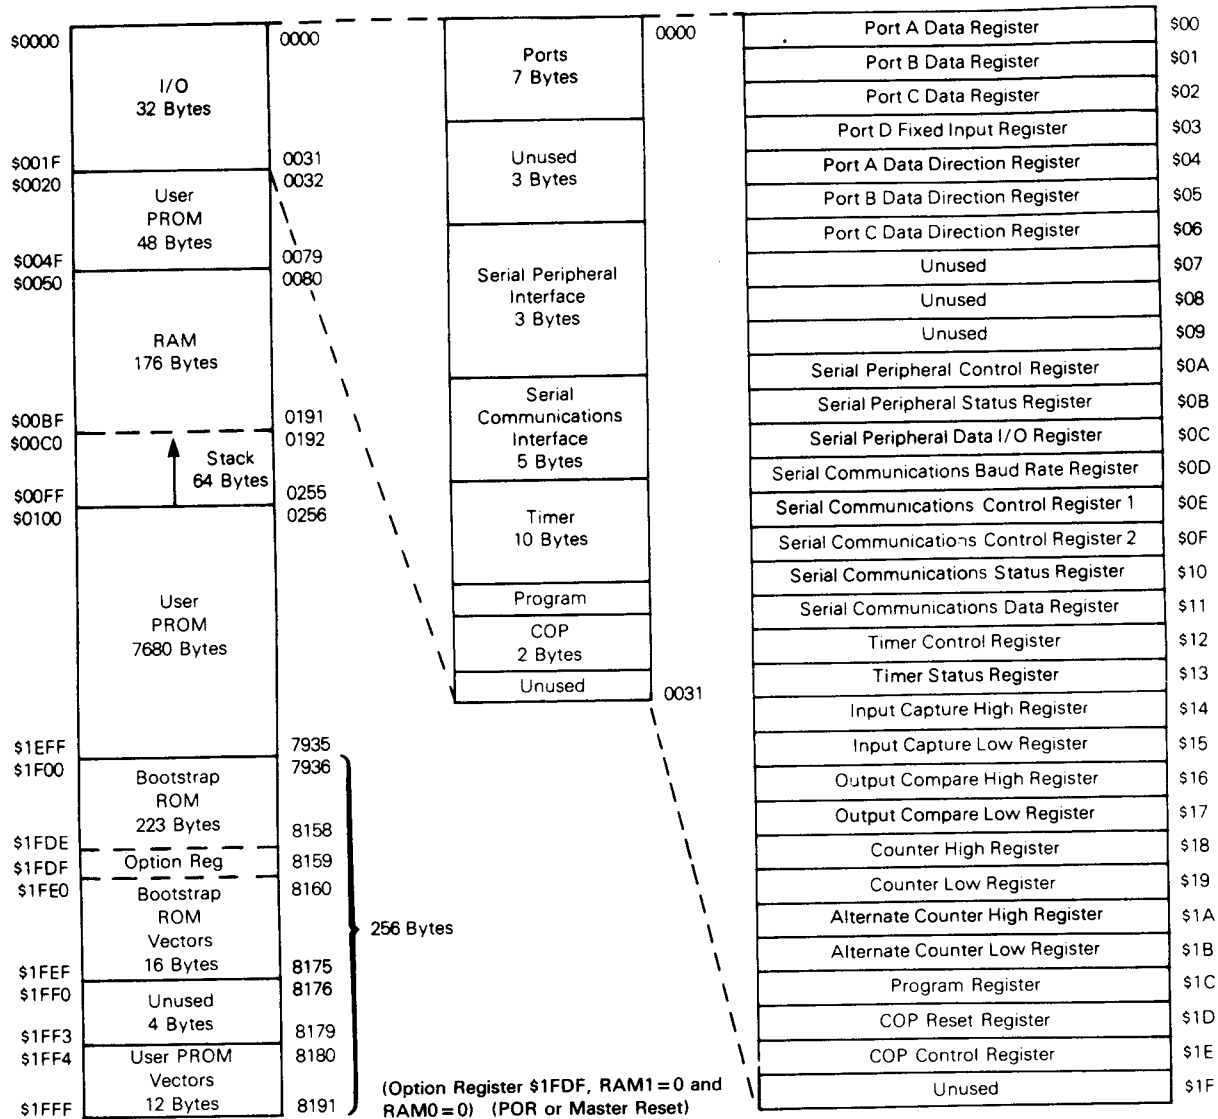 $0000
I/O
32 Bytes
0000
$001F
0031
$0020
User
PROM
48 Bytes
0032
$004F
0079
$0050
RAM
176 Bytes
0080
$00BF
0191
$00C0
Stack
64 Bytes
0192
$00FF
0255
$0100
User
PROM
7680 Bytes
0256
$1EFF
7935
$1F00
Bootstrap
ROM
223 Bytes
7936
$1FDE
8158
$1FDF
Option Reg
8159
$1FE0
Bootstrap
ROM
Vectors
16 Bytes
8160
$1FEF
8175
$1FF0
Unused
4 Bytes
8176
$1FF3
8179
$1FF4
User PROM
Vectors
12 Bytes
8180
$1FFF
8191
256 Bytes
(Option Register $1FDF, RAM1=0 and
RAM0=0) (POR or Master Reset)
0000
Ports
7 Bytes
Unused
3 Bytes
Serial Peripheral
Interface
3 Bytes
Serial
Communications
Interface
5 Bytes
Timer
10 Bytes
Program
COP
2 Bytes
Unused
0031
Port A Data Register $00
Port B Data Register $01
Port C Data Register $02
Port D Fixed Input Register $03
Port A Data Direction Register $04
Port B Data Direction Register $05
Port C Data Direction Register $06
Unused $07
Unused $08
Unused $09
Serial Peripheral Control Register $0A
Serial Peripheral Status Register $0B
Serial Peripheral Data I/O Register $0C
Serial Communications Baud Rate Register $0D
Serial Communications Control Register 1 $0E
Serial Communications Control Register 2 $0F
Serial Communications Status Register $10
Serial Communications Data Register $11
Timer Control Register $12
Timer Status Register $13
Input Capture High Register $14
Input Capture Low Register $15
Output Compare High Register $16
Output Compare Low Register $17
Counter High Register $18
Counter Low Register $19
Alternate Counter High Register $1A
Alternate Counter Low Register $1B
Program Register $1C
COP Reset Register $1D
COP Control Register $1E
Unused $1F